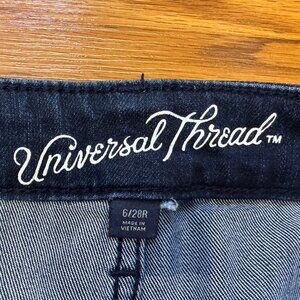 Universal Thread™
6/28R
MADE IN
VIETNAM